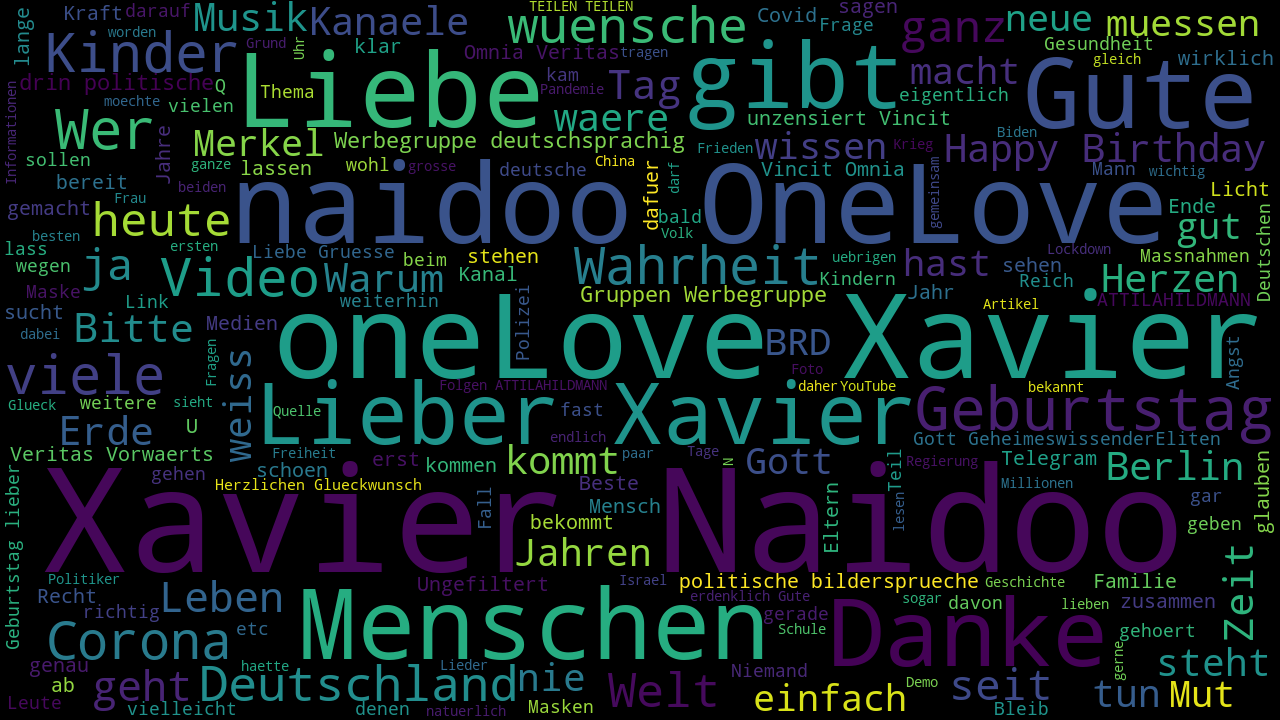 TEILEN TEILEN
sagen
Kraft
darauf
Musik
Kanaele
wuensche
Covid
Frage
ganz
neue
muessen
lange
worden
Kinder
Grund
Uhr
klar
Omnia Veritas
tragen
Gesundheit
gleich
wirklich
Liebe
gibt
Gute
drin politische
Q
Thema
kam
Pandemie
Tag
macht
eigentlich
Informationen
moechte
vielen
Wer
waere
unzensiert Vincit
Merkel
Werbegruppe deutschsprachig
Biden
Jahre
Frieden
wissen
Krieg
Happy Birthday
sollen
ganze
lassen
wohl
grosse
deutsche
China
darf
Vincit Omnia
gemeinsam
Mann
wichtig
bereit
beiden
Frau
naidoo
OneLove
dafuer
Licht
gemacht
heute
bald
Volk
Ende
gut
besten
lass
ersten
Liebe Gruesse
beim
stehen
Wahrheit
uebrigen
hast
Lockdown
sehen
Massnahmen
Deutschen
wegen
ja
Video
Warum
Kanal
Kindern
Reich
Herzen
Maske
Link
weiterhin
Gruppen Werbegruppe
Jahr
Artikel
ATTILAHILDMANN
sucht
dabei
Bitte
Medien
Polizei
oneLove
Xavier
BRD
Fragen
viele
weiss
Foto
Angst
Folgen ATTILAHILDMANN
daher
YouTube
bekannt
Glueck
weitere
sieht
Lieber
Xavier
Quelle
fast
Geburtstag
Erde
U
endlich
Gott GeheimeswissenderEliten
Veritas Vorwaerts
Freiheit
schoen
erst
kommen
kommt
paar
Tage
N
Gott
Teil
Regierung
Telegram
Berlin
glauben
gehen
Herzlichen Glueckwunsch
Beste
Millionen
Geburtstag lieber
Xavier Naidoo
Fall
Mensch
bekommt
Eltern
lesen
gar
geben
Jahren
zeit
Politiker
Ungefiltert
Israel
politische bildersprueche
Geschichte
Familie
Recht
richtig
Leben
Menschen
erdenklich Gute
gerade
Schule
Danke
sogar
davon
lieben
zusammen
Corona
etc
gehoert
gerne
genau
haette
Lieder
Niemand
steht
ab
geht
Deutschland
nie
Welt
einfach
Demo
seit
tun
Mut
Leute
vielleicht
denen
natuerlich
Masken
Bleib